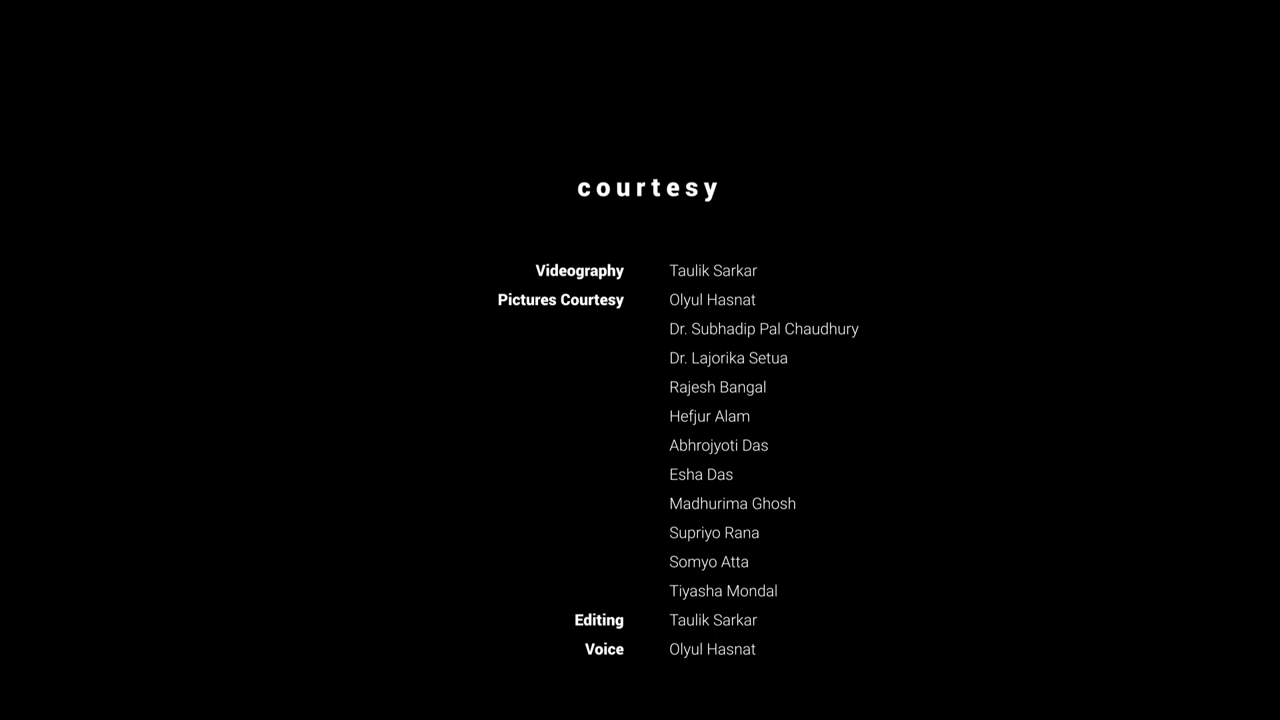 courtesy
Videography Taulik Sarkar
Pictures Courtesy Olyul Hasnat
Dr. Subhadip Pal Chaudhury
Dr. Lajorika Setua
Rajesh Bangal
Hefjur Alam
Abhrojyoti Das
Esha Das
Madhurima Ghosh
Supriyo Rana
Somyo Atta
Tiyasha Mondal
Editing Taulik Sarkar
Voice Olyul Hasnat